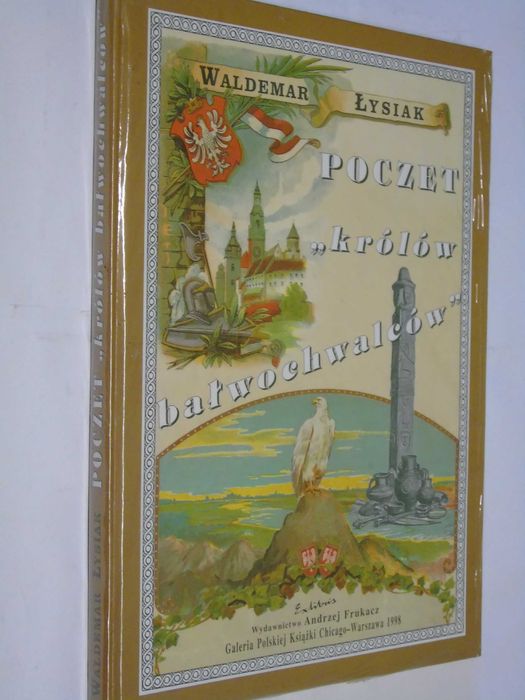 WALDEMAR ŁYSIAK
POCZET
„królów
bałwochwalców”
Exlibris
Wydawnictwo Andrzej Frukacz
Galeria Polskiej Książki Chicago–Warszawa 1998
WALDEMAR ŁYSIAK POCZET „królów bałwochwalców”